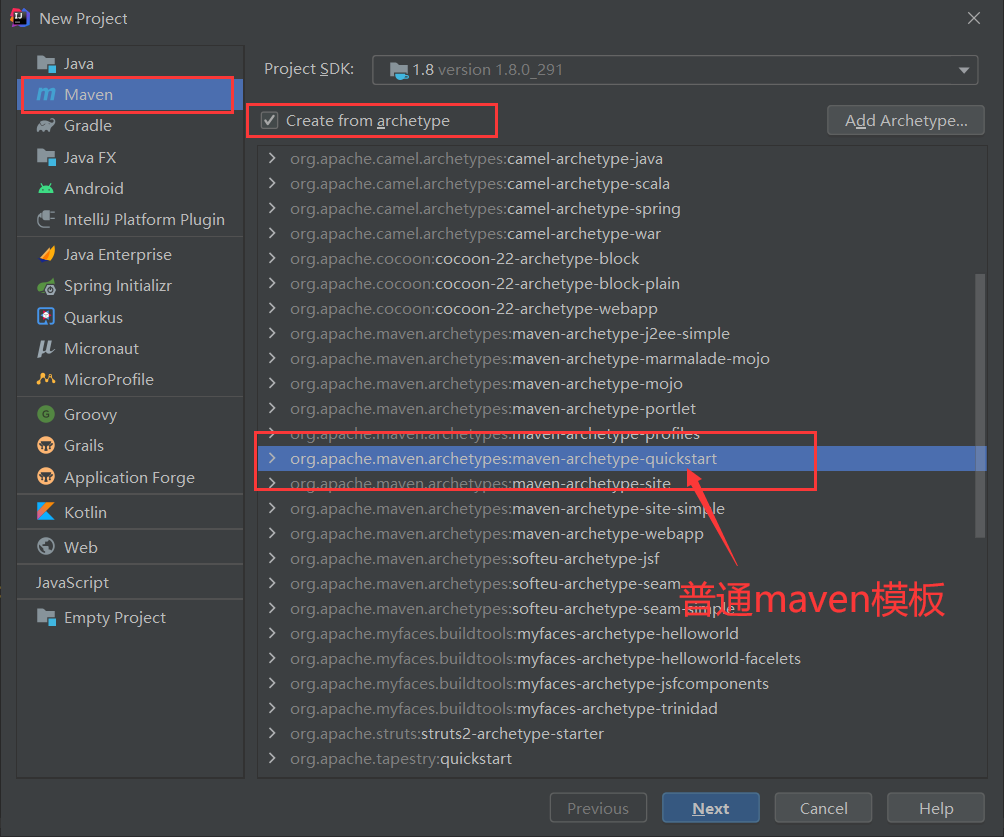 New Project
Java
Maven
Gradle
Java FX
Android
IntelliJ Platform Plugin
Java Enterprise
Spring Initializr
Quarkus
Micronaut
MicroProfile
Groovy
Grails
Application Forge
Kotlin
Web
JavaScript
Empty Project
Project SDK:
1.8 version 1.8.0_291
Create from archetype
Add Archetype...
org.apache.camel.archetypes:camel-archetype-java
org.apache.camel.archetypes:camel-archetype-scala
org.apache.camel.archetypes:camel-archetype-spring
org.apache.camel.archetypes:camel-archetype-war
org.apache.cocoon:cocoon-22-archetype-block
org.apache.cocoon:cocoon-22-archetype-block-plain
org.apache.cocoon:cocoon-22-archetype-webapp
org.apache.maven.archetypes:maven-archetype-j2ee-simple
org.apache.maven.archetypes:maven-archetype-marmalade-mojo
org.apache.maven.archetypes:maven-archetype-mojo
org.apache.maven.archetypes:maven-archetype-portlet
org.apache.maven.archetypes:maven-archetype-profiles
org.apache.maven.archetypes:maven-archetype-quickstart
org.apache.maven.archetypes:maven-archetype-site
org.apache.maven.archetypes:maven-archetype-site-simple
org.apache.maven.archetypes:maven-archetype-webapp
org.apache.maven.archetypes:softeu-archetype-jsf
org.apache.maven.archetypes:softeu-archetype-seam
org.apache.maven.archetypes:softeu-archetype-seam-simple
普通maven模板
org.apache.myfaces.buildtools:myfaces-archetype-helloworld
org.apache.myfaces.buildtools:myfaces-archetype-helloworld-facelets
org.apache.myfaces.buildtools:myfaces-archetype-jsfcomponents
org.apache.myfaces.buildtools:myfaces-archetype-trinidad
org.apache.struts:struts2-archetype-starter
org.apache.tapestry:quickstart
Previous
Next
Cancel
Help